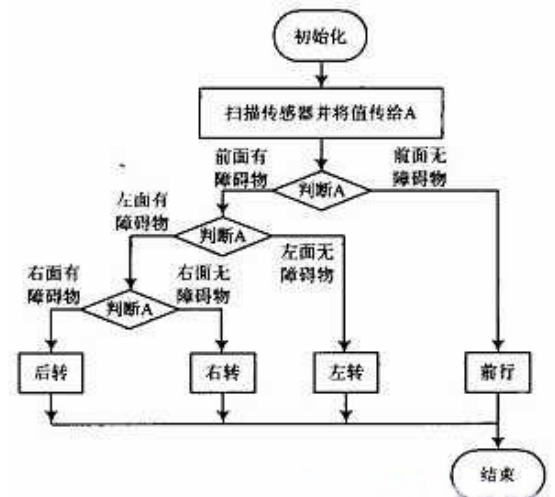 初始化
扫描传感器并将值传给A
前面有
障碍物
前面无
障碍物
判断A
左面有
障碍物
左面无
障碍物
判断A
右面有
障碍物
右面无
障碍物
判断A
后转
右转
左转
前行
结束